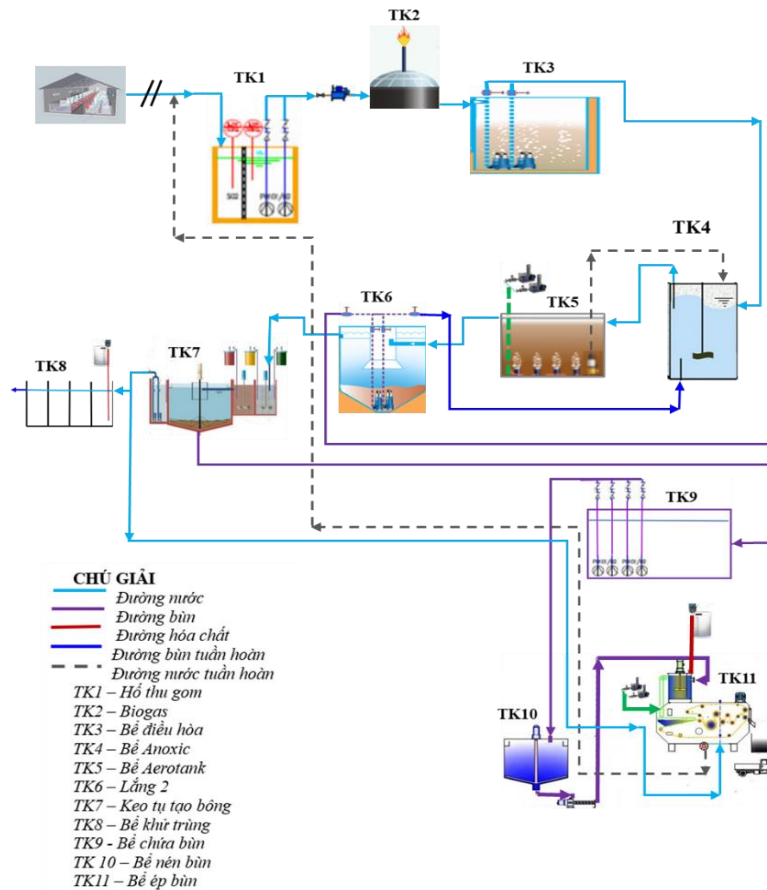 TK2
TK1
TK3
S02
TK4
TK6
TK5
TK7
TK8
TK9
CHÚ GIẢI
Đường nước
Đường bùn
Đường hóa chất
Đường bùn tuần hoàn
Đường nước tuần hoàn
TK1 – Hố thu gom
TK2 – Biogas
TK3 – Bể điều hòa
TK4 – Bể Anoxic
TK5 – Bể Aerotank
TK6 – Lắng 2
TK7 – Keo tụ tạo bông
TK8 – Bể khử trùng
TK9 - Bể chứa bùn
TK 10 – Bể nén bùn
TK11 – Bể ép bùn
TK11
TK10